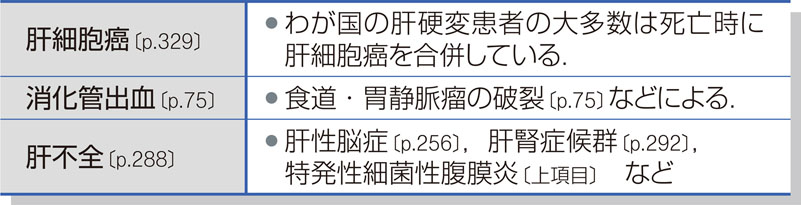 肝細胞癌〔p.329〕
●わが国の肝硬変患者の大多数は死亡時に
肝細胞癌を合併している.
消化管出血〔p.75〕
●食道・胃静脈瘤の破裂〔p.75〕などによる.
肝不全〔p.288〕
●肝性脳症〔p.256〕,肝腎症候群〔p.292〕,
特発性細菌性腹膜炎〔上項目〕 など